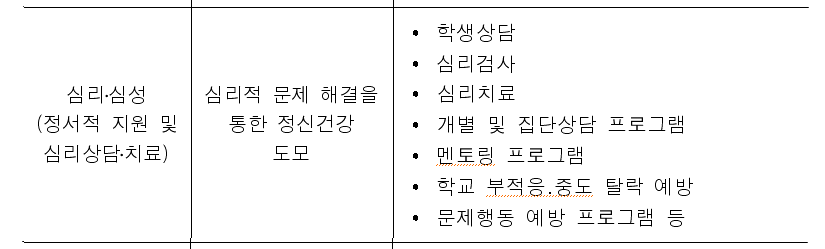 심리·심성
(정서적 지원 및
심리상담·치료)
심리적 문제 해결을
통한 정신건강
도모
• 학생상담
• 심리검사
• 심리치료
• 개별 및 집단상담 프로그램
• 멘토링 프로그램
• 학교 부적응.중도 탈락 예방
• 문제행동 예방 프로그램 등